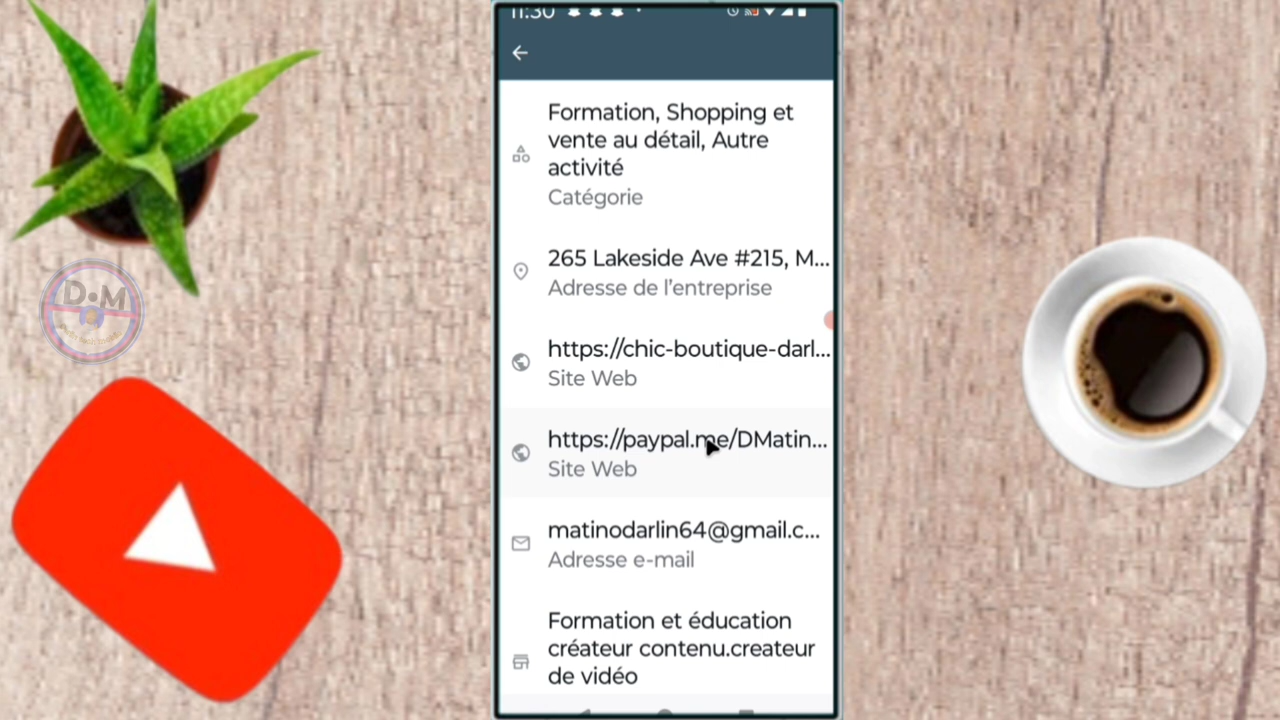 11:30
Formation, Shopping et
vente au détail, Autre
activité
Catégorie
265 Lakeside Ave #215, M...
Adresse de l’entreprise
https://chic-boutique-darl...
Site Web
https://paypal.me/DMatin...
Site Web
matinodarlin64@gmail.c...
Adresse e-mail
Formation et éducation
créateur contenu.createur
de vidéo
D•M